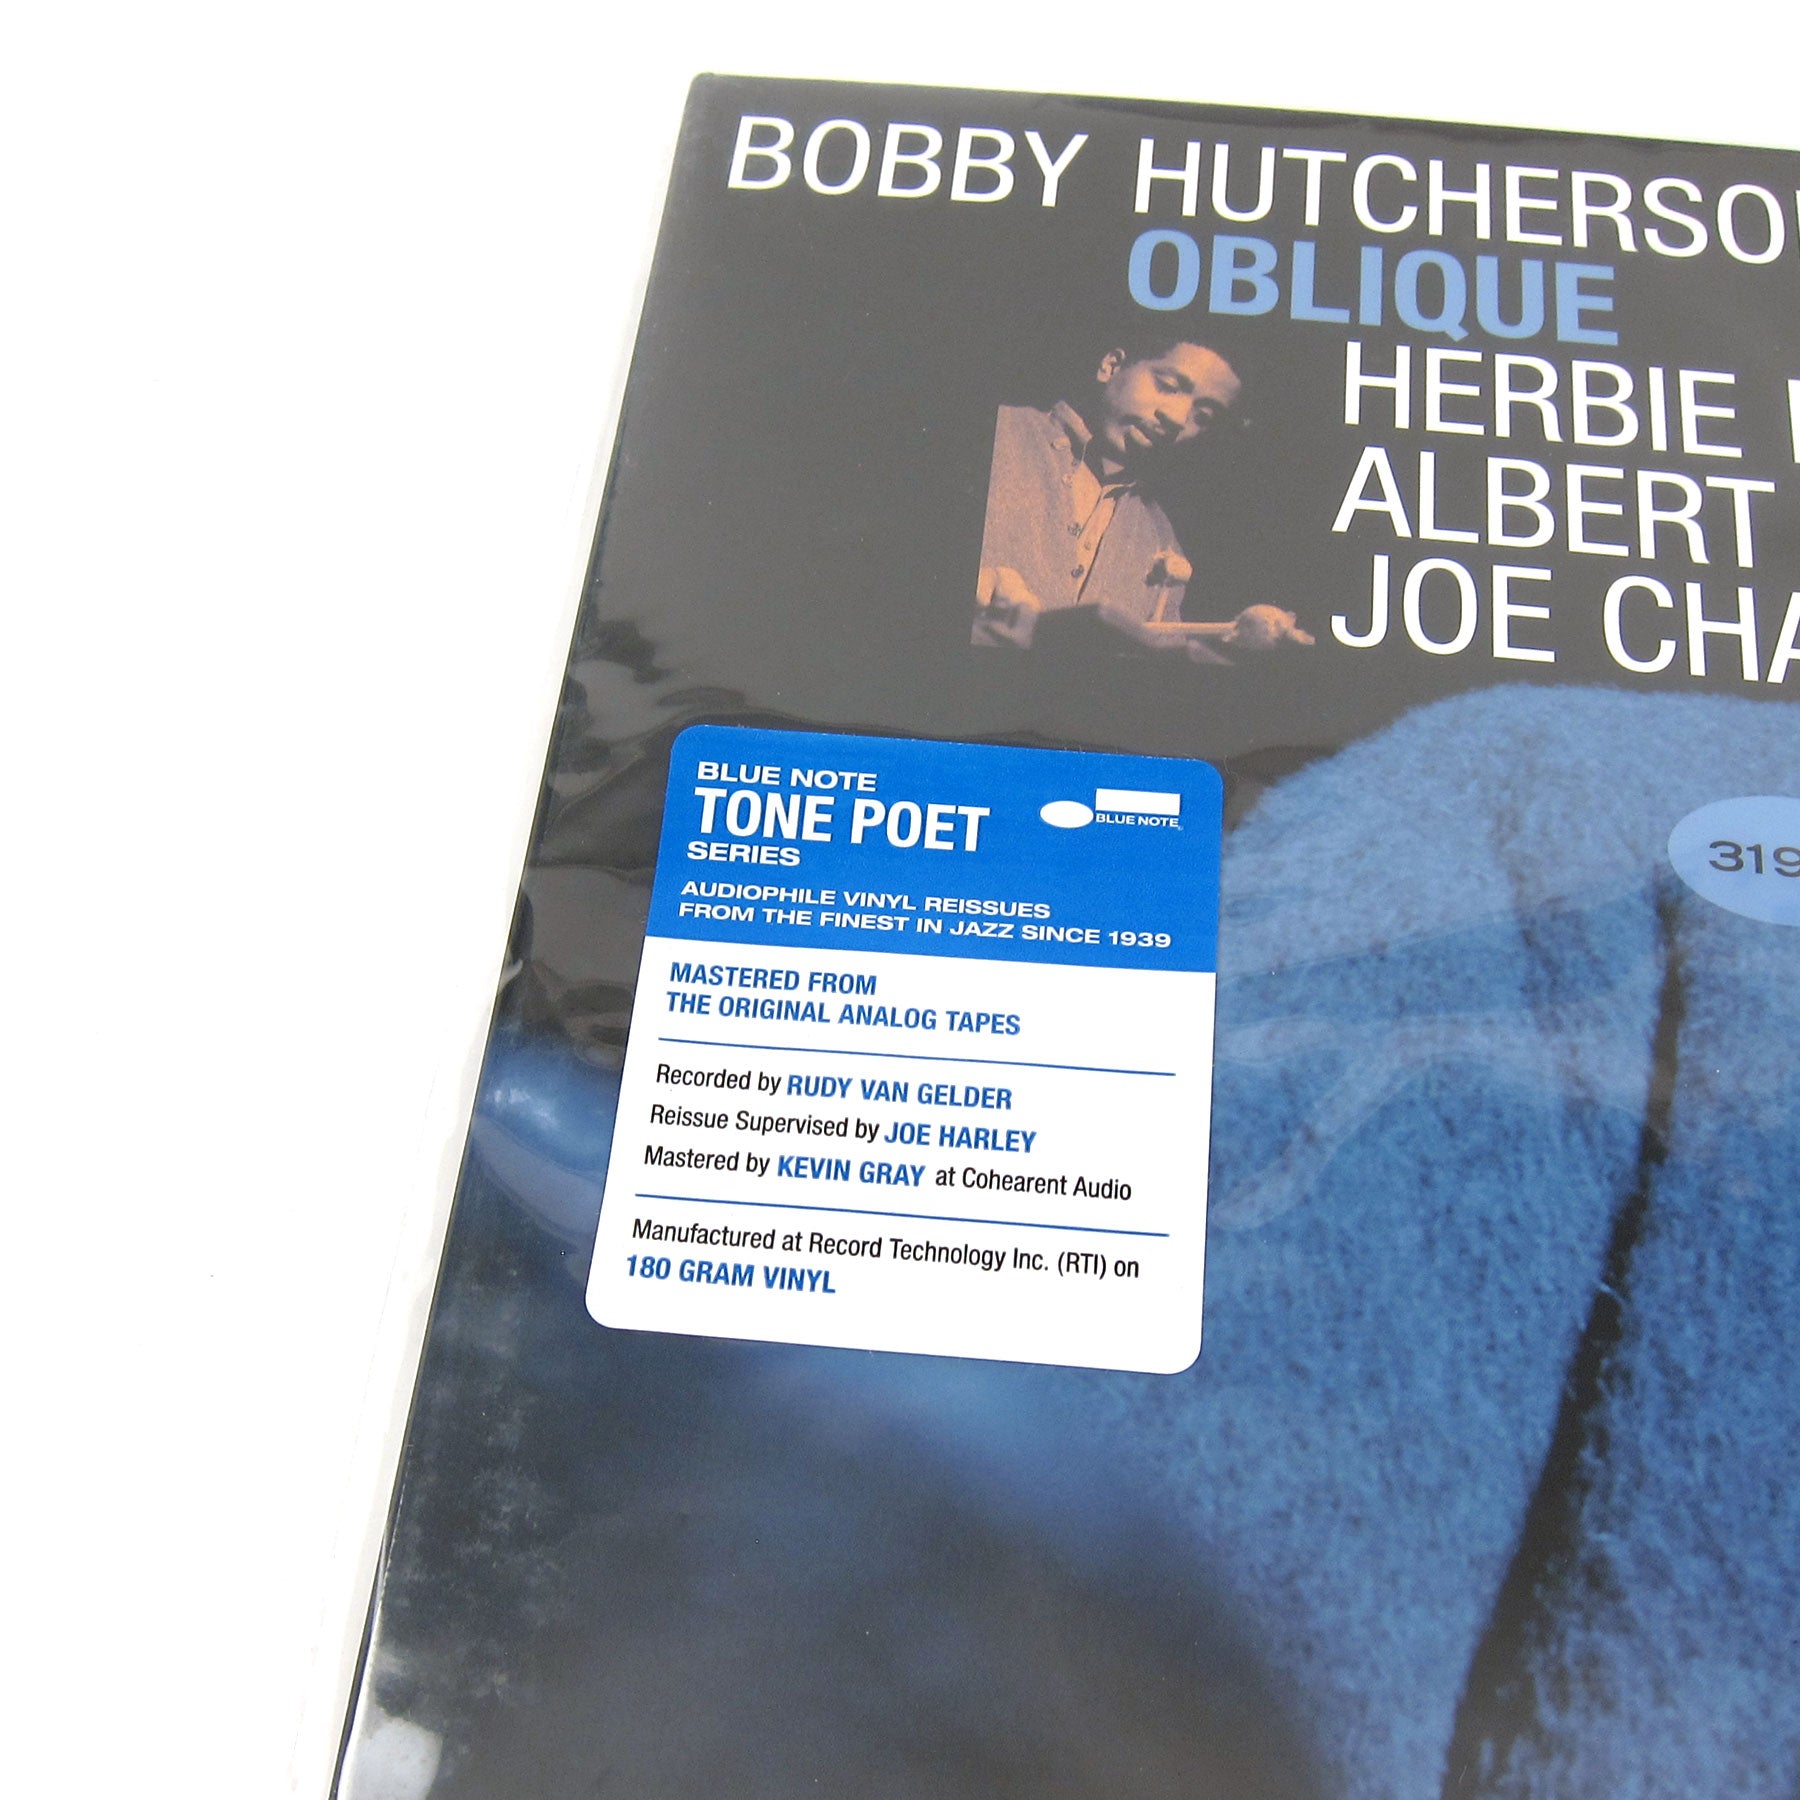 BOBBY HUTCHERSO
OBLIQUE
HERBIE
ALBERT
JOE CHA
BLUE NOTE
TONE POET
SERIES
BLUE NOTE
AUDIOPHILE VINYL REISSUES
FROM THE FINEST IN JAZZ SINCE 1939
319
MASTERED FROM
THE ORIGINAL ANALOG TAPES
Recorded by RUDY VAN GELDER
Reissue Supervised by JOE HARLEY
Mastered by KEVIN GRAY at Cohearent Audio
Manufactured at Record Technology Inc. (RTI) on
180 GRAM VINYL